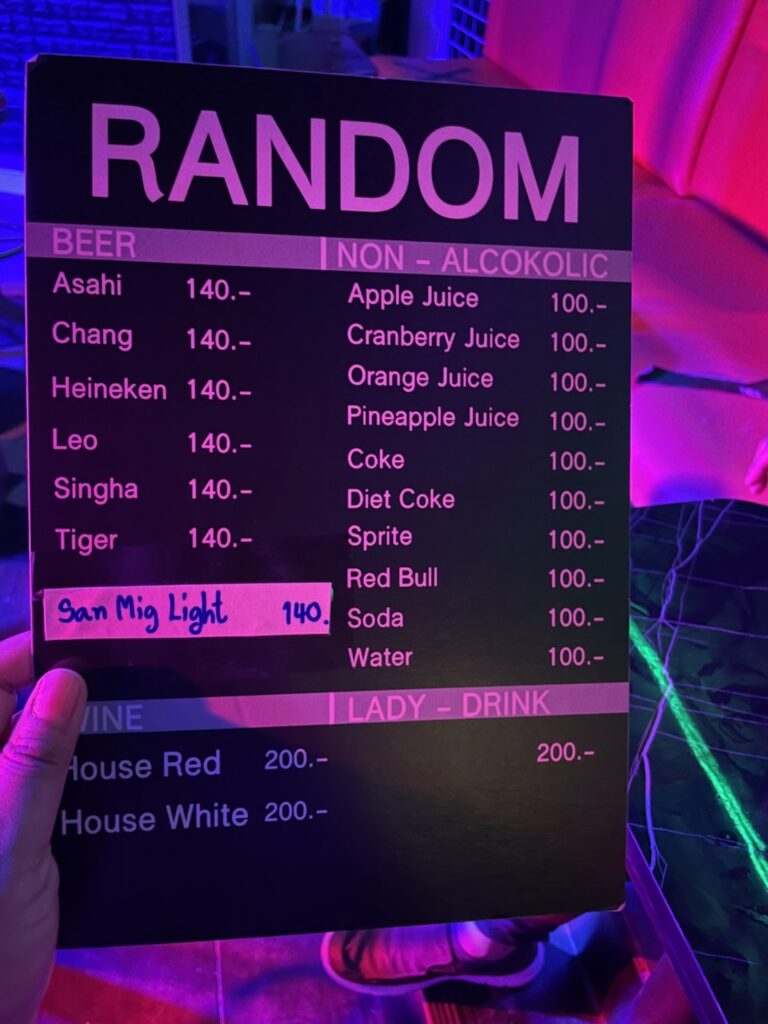 RANDOM
BEER
Asahi 140.-
Chang 140.-
Heineken 140.-
Leo 140.-
Singha 140.-
Tiger 140.-
San Mig Light 140.
NON - ALCOKOLIC
Apple Juice 100.-
Cranberry Juice 100.-
Orange Juice 100.-
Pineapple Juice 100.-
Coke 100.-
Diet Coke 100.-
Sprite 100.-
Red Bull 100.-
Soda 100.-
Water 100.-
WINE
House Red 200.-
House White 200.-
LADY - DRINK
200.-